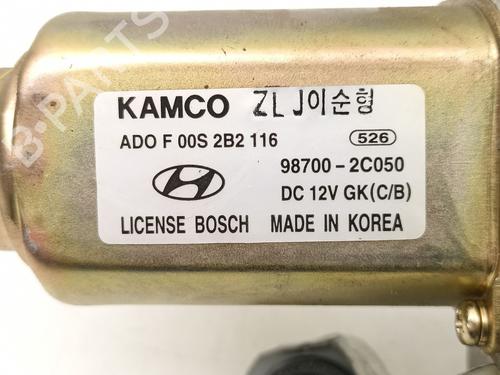 KAMCO ZLJ이순형
ADO F 00S 2B2 116 526
98700-2C050
DC 12V GK(C/B)
LICENSE BOSCH MADE IN KOREA
B-PARTS